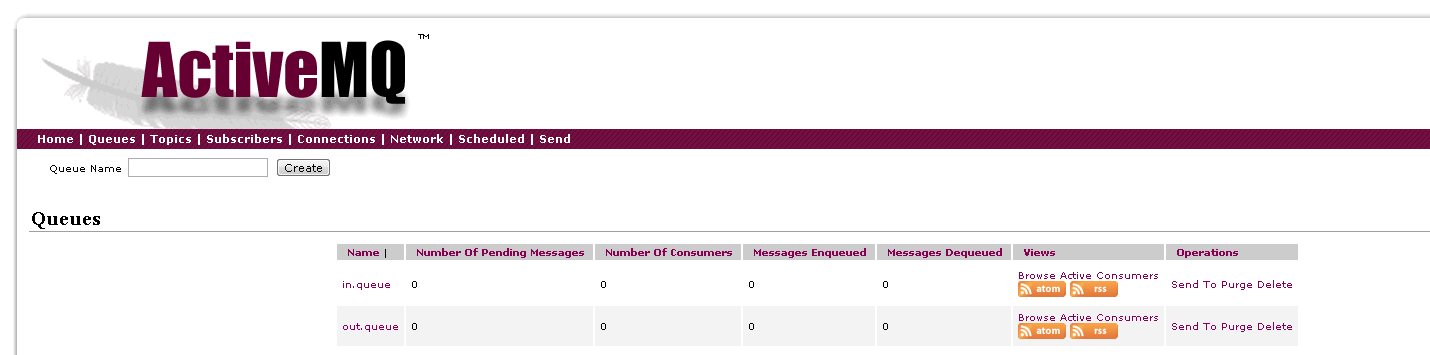 ActiveMQ ™
Home | Queues | Topics | Subscribers | Connections | Network | Scheduled | Send
Queue Name Create
Queues
Name | Number Of Pending Messages Number Of Consumers Messages Enqueued Messages Dequeued Views Operations
in.queue 0 0 0 0 Browse Active Consumers Send To Purge Delete
atom rss
out.queue 0 0 0 0 Browse Active Consumers Send To Purge Delete
atom rss